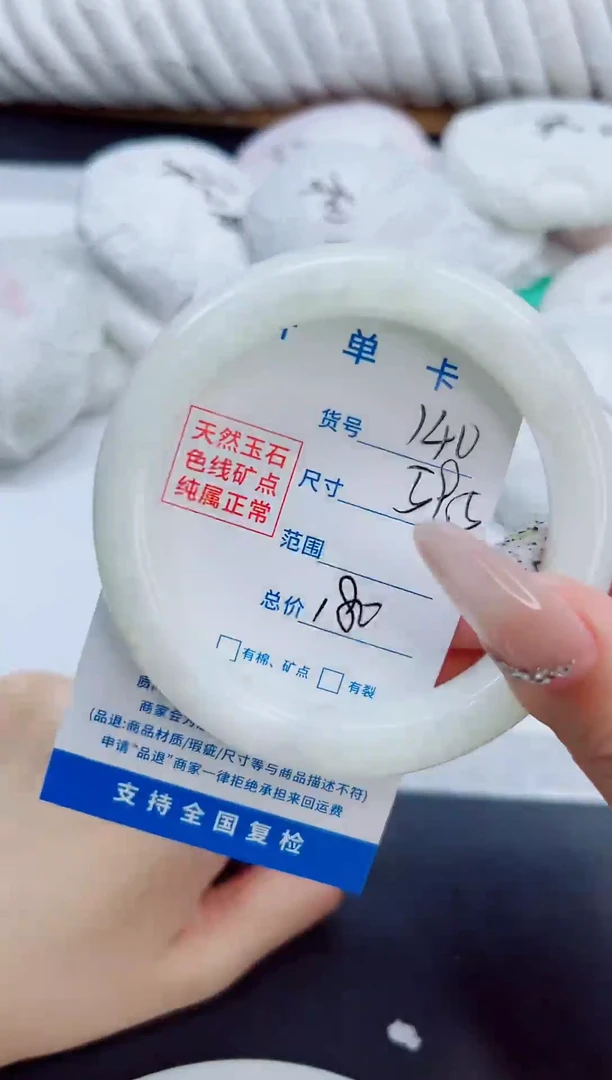 单 卡
天然玉石
色线矿点
纯属正常
货号 140
尺寸
范围
总价 180
有棉、矿点 有裂
商家会
(品退:商品材质/瑕疵/尺寸等与商品描述不符)
申请"品退"商家一律拒绝承担来回运费
支持全国复检